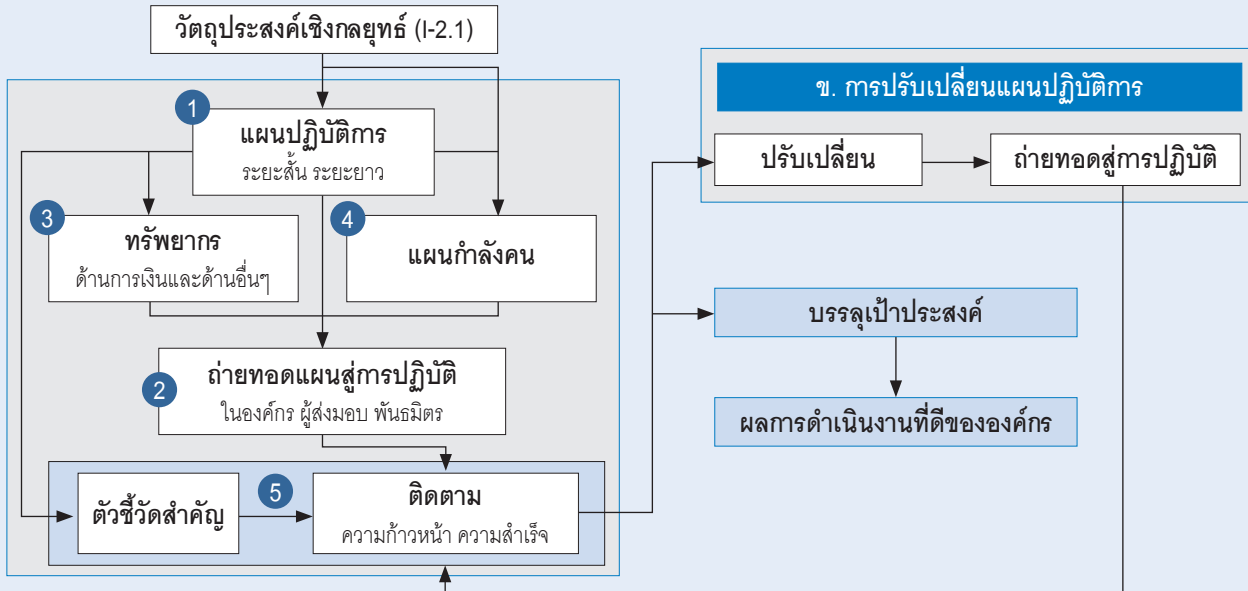 วัตถุประสงค์เชิงกลยุทธ์ (I-2.1)
1
แผนปฏิบัติการ
ระยะสั้น ระยะยาว
3
ทรัพยากร
ด้านการเงินและด้านอื่นๆ
4
แผนกำลังคน
2
ถ่ายทอดแผนสู่การปฏิบัติ
ในองค์กร ผู้ส่งมอบ พันธมิตร
ตัวชี้วัดสำคัญ
5
ติดตาม
ความก้าวหน้า ความสำเร็จ
ข. การปรับเปลี่ยนแผนปฏิบัติการ
ปรับเปลี่ยน
ถ่ายทอดสู่การปฏิบัติ
บรรลุเป้าประสงค์
ผลการดำเนินงานที่ดีขององค์กร